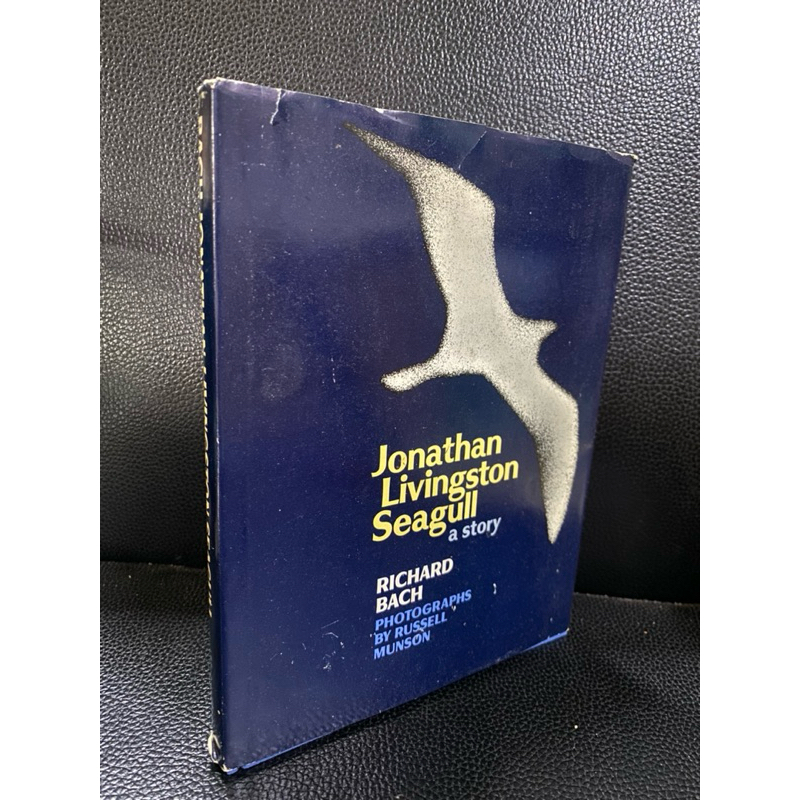 Jonathan
Livingston
Seagull
a story
RICHARD
BACH
PHOTOGRAPHS
BY RUSSELL
MUNSON